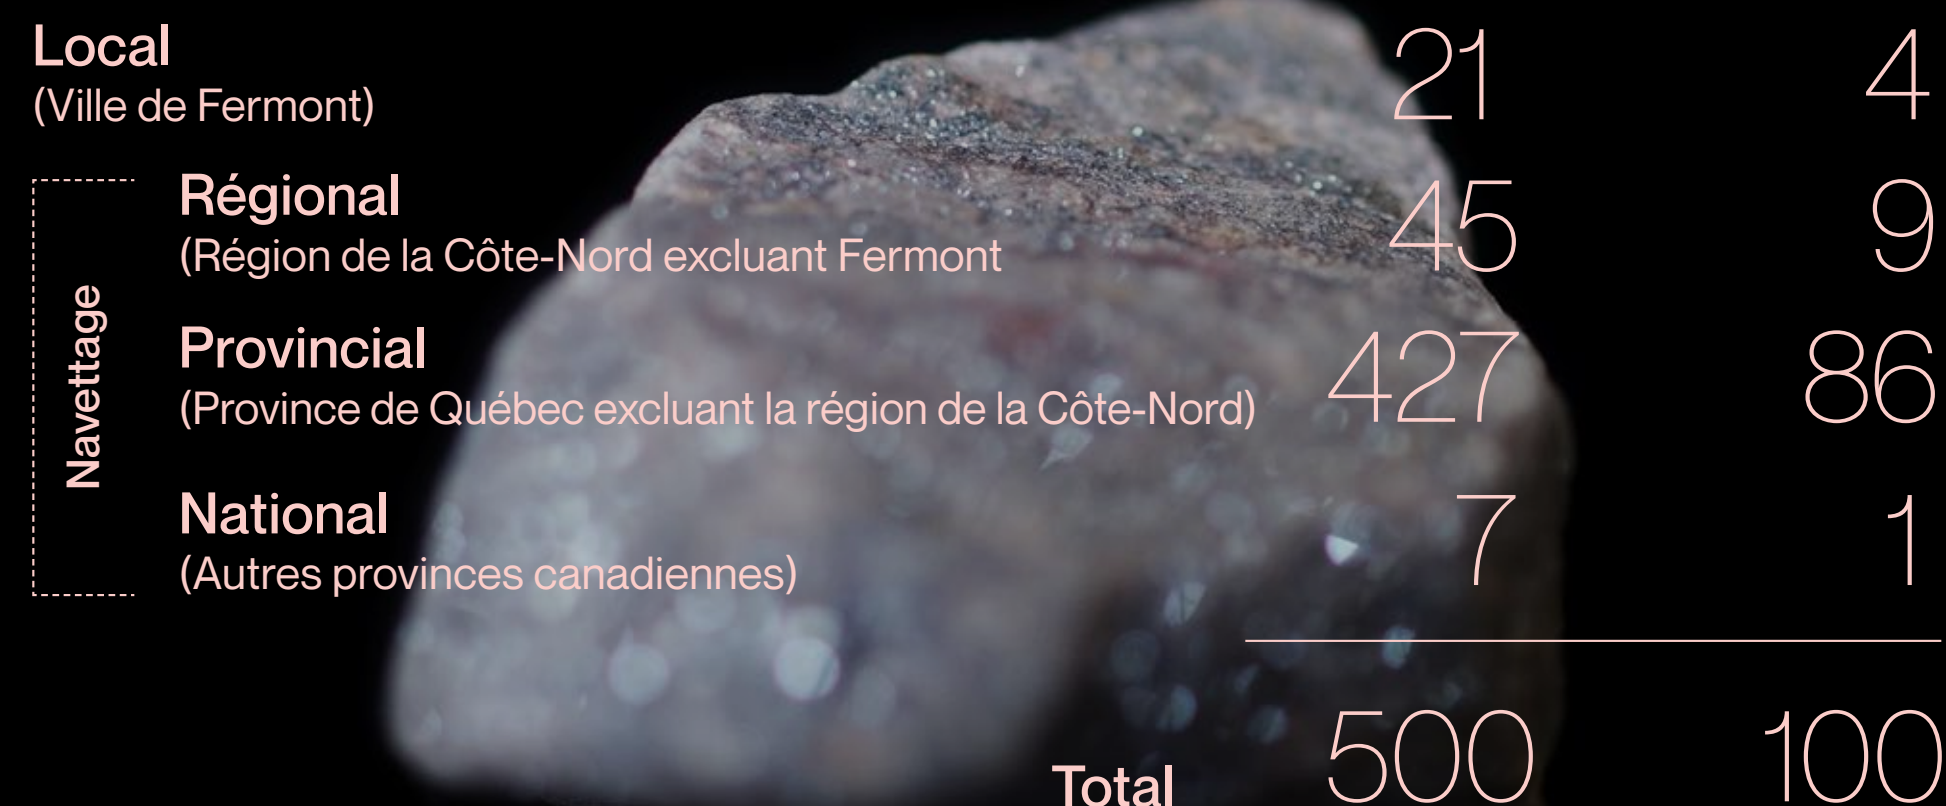 Local 21 4
(Ville de Fermont)
Régional 45 9
(Région de la Côte-Nord excluant Fermont
Navettage
Provincial 427 86
(Province de Québec excluant la région de la Côte-Nord)
National 7 1
(Autres provinces canadiennes)
Total 500 100